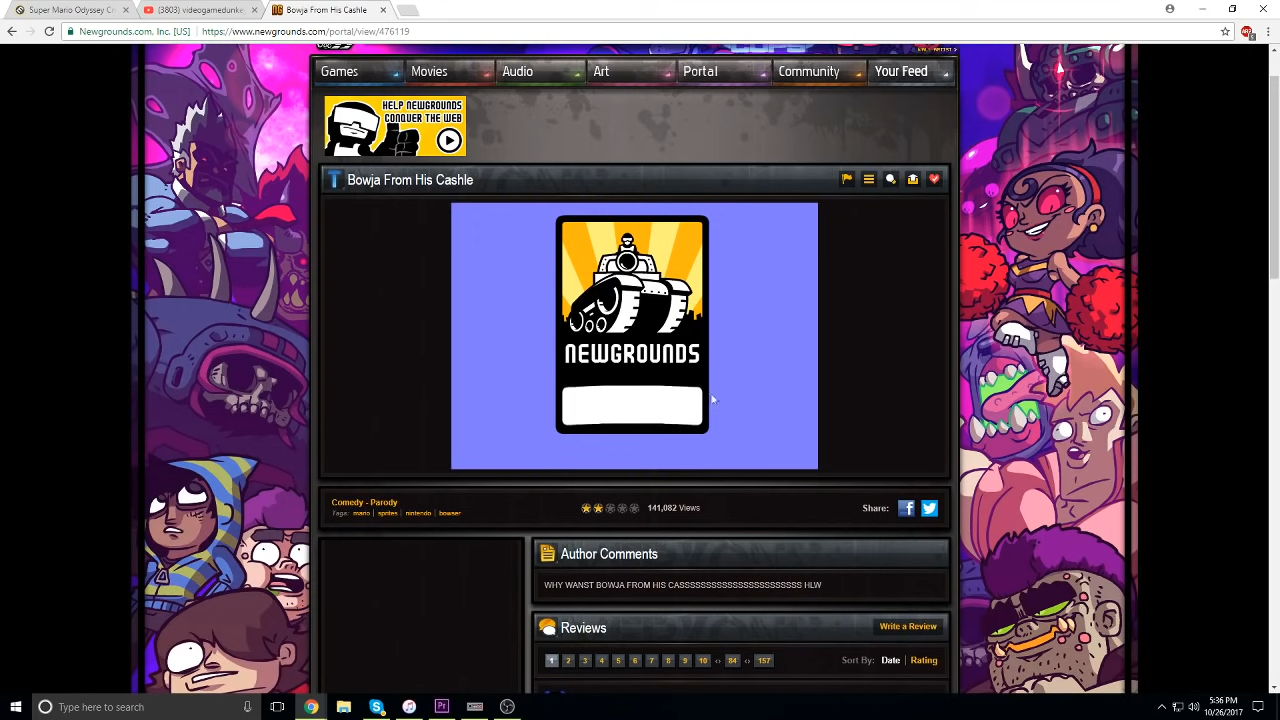 Super Mario Odyssey C
(3803) videogamedunke
Bowja From His Cashle
Newgrounds.com, Inc. [US]
https://www.newgrounds.com/portal/view/476119
Games
Movies
Audio
Art
Portal
Community
Your Feed
HELP NEWGROUNDS
CONQUER THE WEB
T
Bowja From His Cashle
NEWGROUNDS
Comedy - Parody
Tags: mario | sprites | nintendo | bowser
141,082 Views
Share:
Author Comments
WHY WANST BOWJA FROM HIS CASSSSSSSSSSSSSSSSSSSSSSS HLW
Reviews
Write a Review
1 2 3 4 5 6 7 8 9 10 ‹› 84 ‹› 157
Sort By: Date | Rating
Type here to search
5:36 PM
10/26/2017